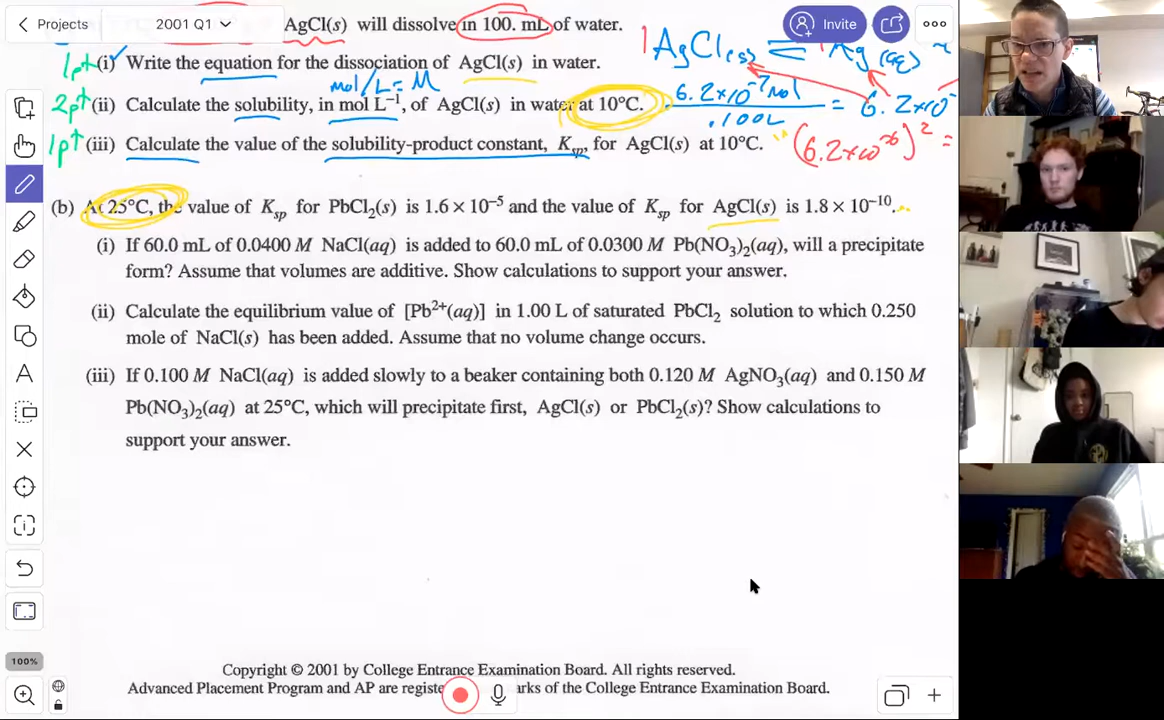 Projects 2001 Q1 AgCl(s) will dissolve in 100. mL of water. Invite
1pt (i) Write the equation for the dissociation of AgCl(s) in water.
AgCl(s) ⇌ Ag (aq)
mol/L = M
2pt (ii) Calculate the solubility, in mol L⁻¹, of AgCl(s) in water at 10°C.
6.2×10⁻⁷ mol
.100L
= 6.2×10⁻
1pt (iii) Calculate the value of the solubility-product constant, Ksp, for AgCl(s) at 10°C.
(6.2×10⁻⁶)² =
(b) At 25°C, the value of Ksp for PbCl₂(s) is 1.6 × 10⁻⁵ and the value of Ksp for AgCl(s) is 1.8 × 10⁻¹⁰.
(i) If 60.0 mL of 0.0400 M NaCl(aq) is added to 60.0 mL of 0.0300 M Pb(NO₃)₂(aq), will a precipitate
form? Assume that volumes are additive. Show calculations to support your answer.
(ii) Calculate the equilibrium value of [Pb²⁺(aq)] in 1.00 L of saturated PbCl₂ solution to which 0.250
mole of NaCl(s) has been added. Assume that no volume change occurs.
(iii) If 0.100 M NaCl(aq) is added slowly to a beaker containing both 0.120 M AgNO₃(aq) and 0.150 M
Pb(NO₃)₂(aq) at 25°C, which will precipitate first, AgCl(s) or PbCl₂(s)? Show calculations to
support your answer.
100%
Copyright © 2001 by College Entrance Examination Board. All rights reserved.
Advanced Placement Program and AP are registe arks of the College Entrance Examination Board.